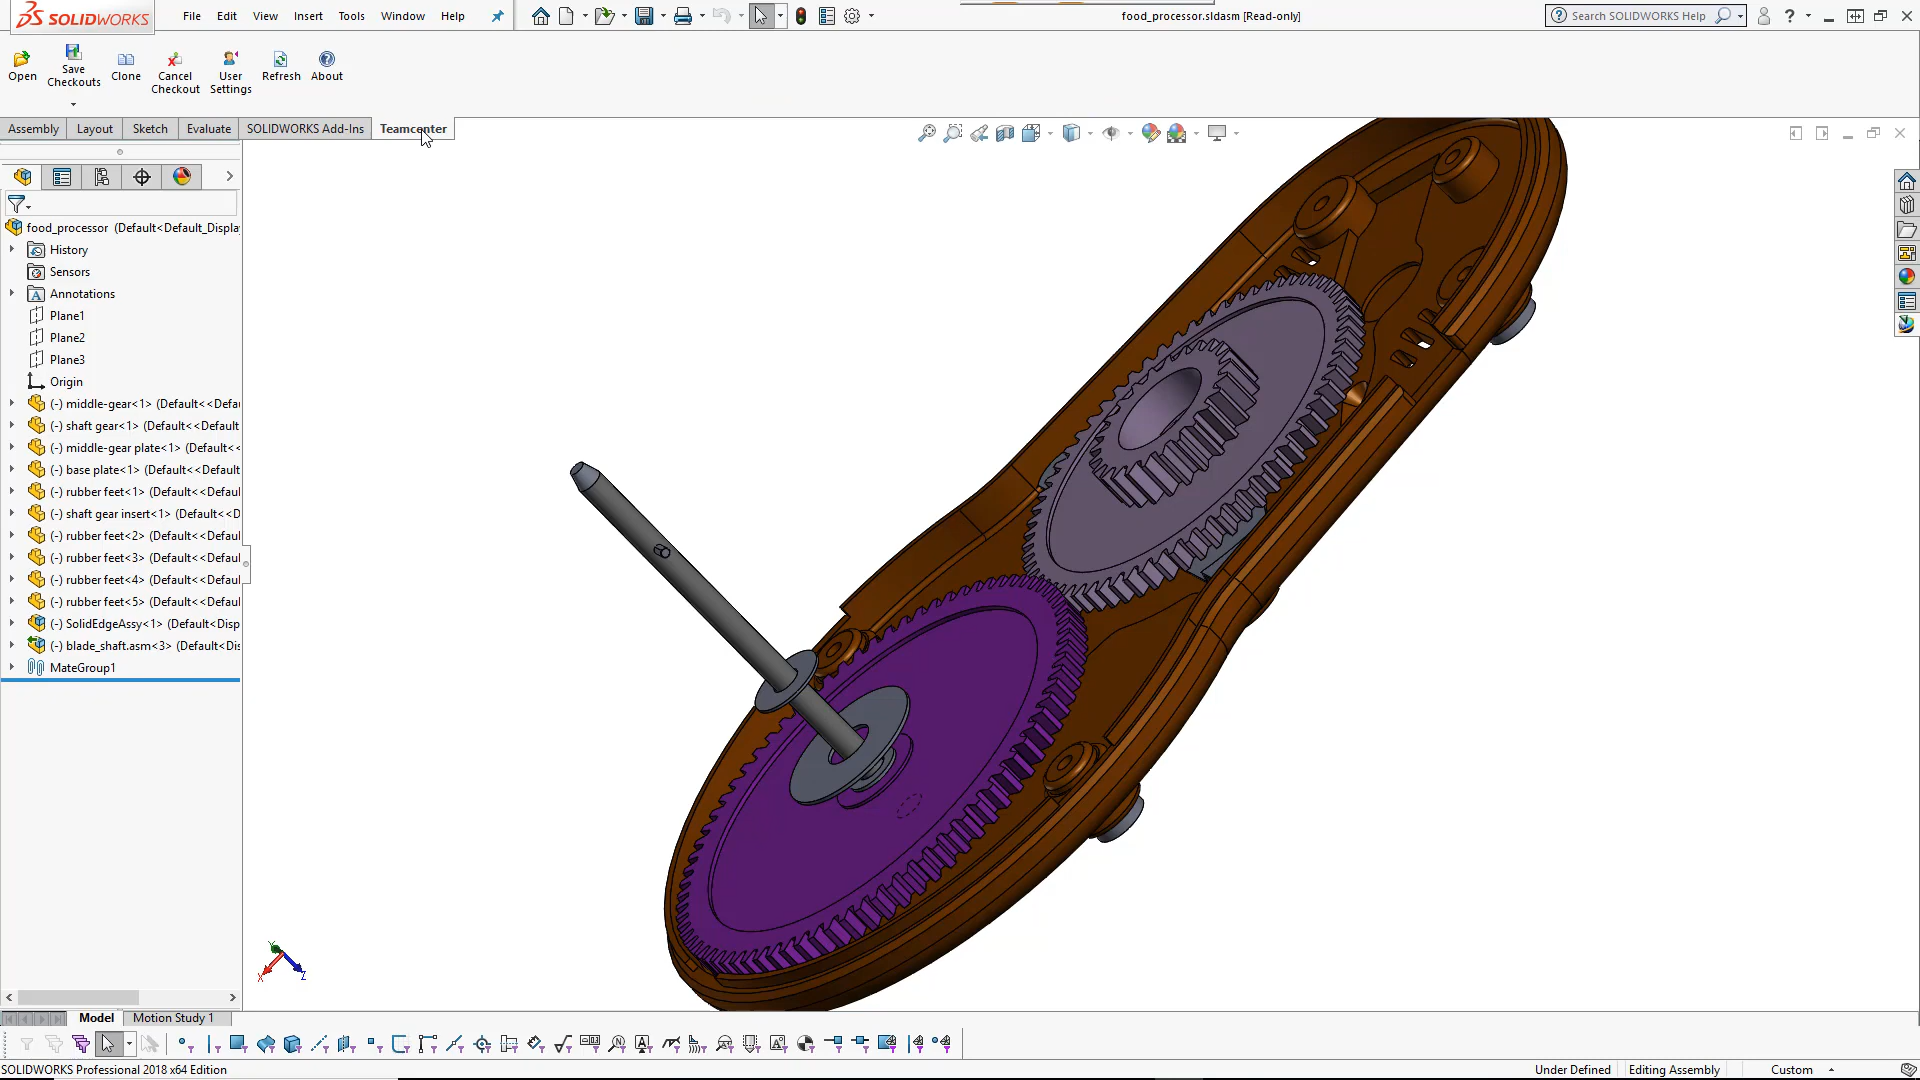 SOLIDWORKS File Edit View Insert Tools Window Help food_processor.sldasm [Read-only] Search SOLIDWORKS Help
Open Save Checkouts Clone Cancel Checkout User Settings Refresh About
Assembly Layout Sketch Evaluate SOLIDWORKS Add-Ins Teamcenter
food_processor (Default<Default_Displa
History
Sensors
Annotations
Plane1
Plane2
Plane3
Origin
(-) middle-gear<1> (Default<<Defau
(-) shaft gear<1> (Default<<Default
(-) middle-gear plate<1> (Default<<
(-) base plate<1> (Default<<Default
(-) rubber feet<1> (Default<<Defaul
(-) shaft gear insert<1> (Default<<D
(-) rubber feet<2> (Default<<Defaul
(-) rubber feet<3> (Default<<Defaul
(-) rubber feet<4> (Default<<Defaul
(-) rubber feet<5> (Default<<Defaul
(-) SolidEdgeAssy<1> (Default<Disp
(-) blade_shaft.asm<3> (Default<Dis
MateGroup1
Y
X
Z
Model Motion Study 1
SOLIDWORKS Professional 2018 x64 Edition Under Defined Editing Assembly Custom